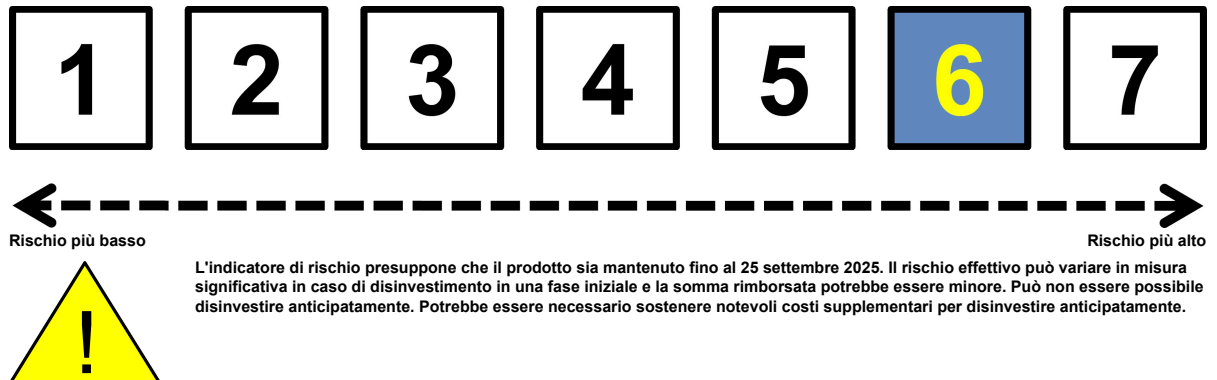 1 2 3 4 5 6 7
Rischio più basso Rischio più alto
L'indicatore di rischio presuppone che il prodotto sia mantenuto fino al 25 settembre 2025. Il rischio effettivo può variare in misura
significativa in caso di disinvestimento in una fase iniziale e la somma rimborsata potrebbe essere minore. Può non essere possibile
disinvestire anticipatamente. Potrebbe essere necessario sostenere notevoli costi supplementari per disinvestire anticipatamente.
!